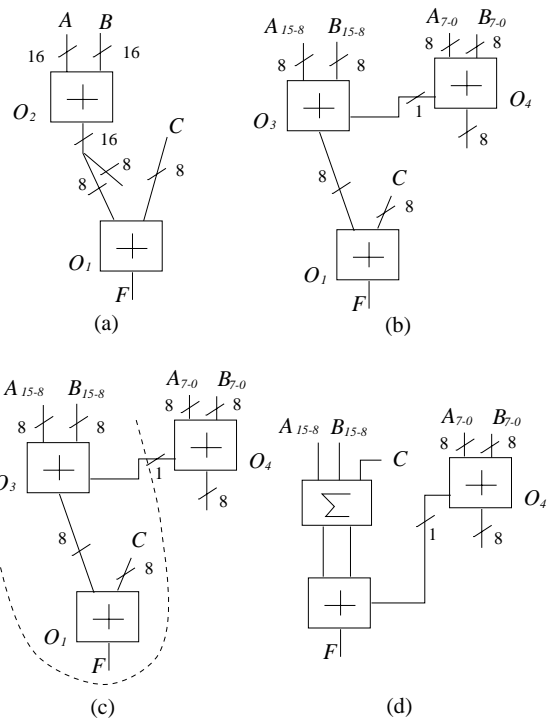 A B
16 16
O2
16
C
8
8 8
O1
F
(a)
A7-0 B7-0
A15-8 B15-8
8 8
8 8
O3 O4
1
8
C
8
8
O1
F
(b)
A7-0 B7-0
A15-8 B15-8
8 8
8 8
O3 O4
1
8
C
8
8
O1
F
(c)
A7-0
B7-0
A15-8 B15-8
8 8
C
O4
Σ
1
8
F
(d)